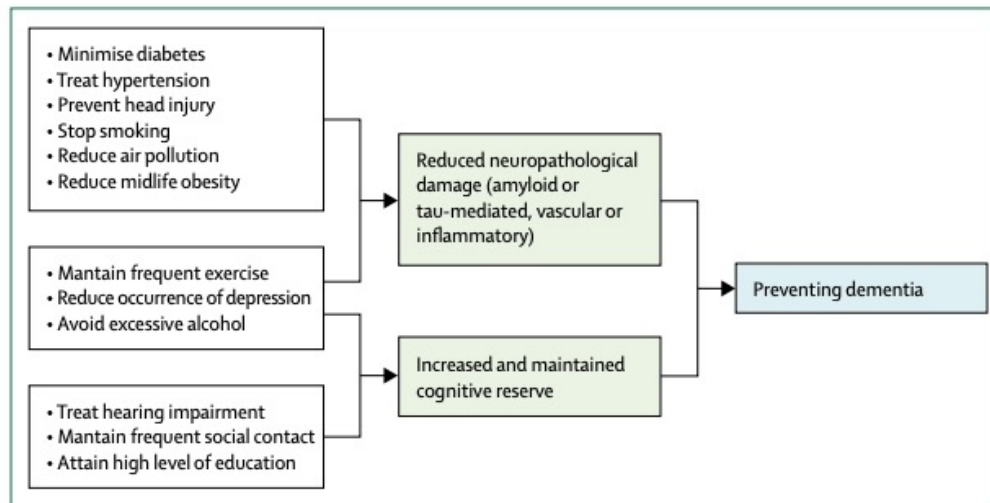 • Minimise diabetes
• Treat hypertension
• Prevent head injury
• Stop smoking
• Reduce air pollution
• Reduce midlife obesity
• Mantain frequent exercise
• Reduce occurrence of depression
• Avoid excessive alcohol
• Treat hearing impairment
• Mantain frequent social contact
• Attain high level of education
Reduced neuropathological
damage (amyloid or
tau-mediated, vascular or
inflammatory)
Increased and maintained
cognitive reserve
Preventing dementia